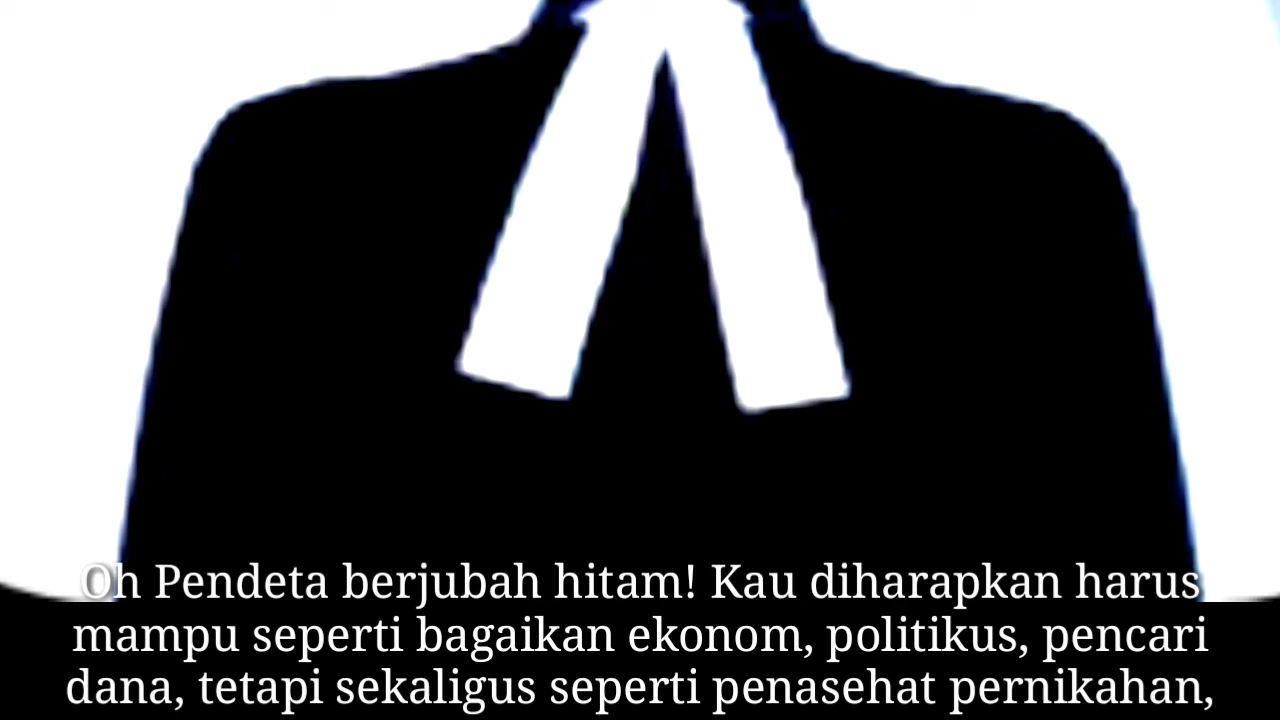 Oh Pendeta berjubah hitam! Kau diharapkan harus
mampu seperti bagaikan ekonom, politikus, pencari
dana, tetapi sekaligus seperti penasehat pernikahan,